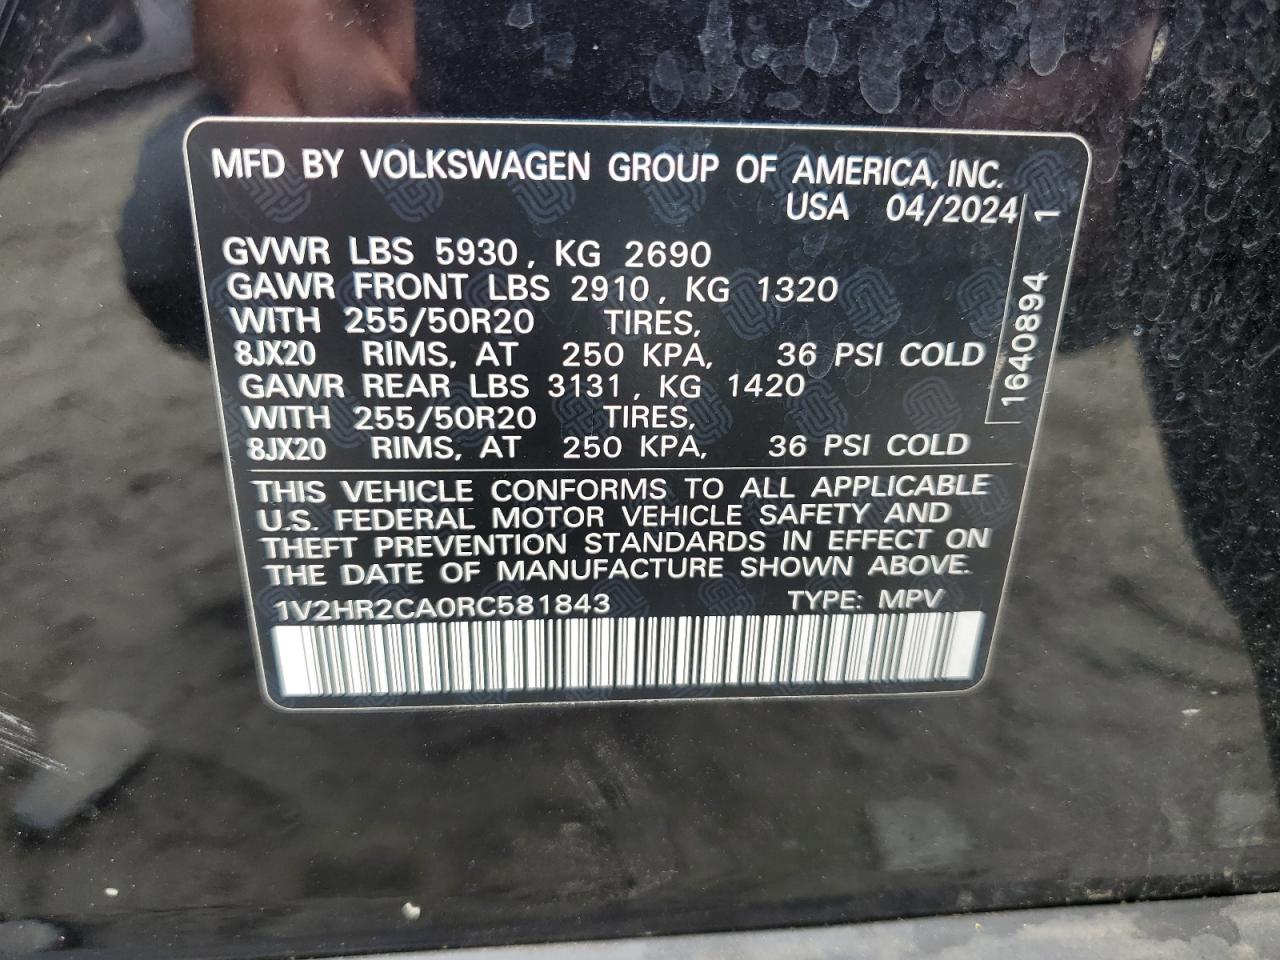 MFD BY VOLKSWAGEN GROUP OF AMERICA, INC.
USA 04/2024
GVWR LBS 5930, KG 2690
GAWR FRONT LBS 2910, KG 1320
WITH 255/50R20 TIRES,
8JX20 RIMS, AT 250 KPA, 36 PSI COLD
GAWR REAR LBS 3131, KG 1420
WITH 255/50R20 TIRES,
8JX20 RIMS, AT 250 KPA, 36 PSI COLD
1640894 1
THIS VEHICLE CONFORMS TO ALL APPLICABLE
U.S. FEDERAL MOTOR VEHICLE SAFETY AND
THEFT PREVENTION STANDARDS IN EFFECT ON
THE DATE OF MANUFACTURE SHOWN ABOVE.
1V2HR2CA0RC581843 TYPE: MPV